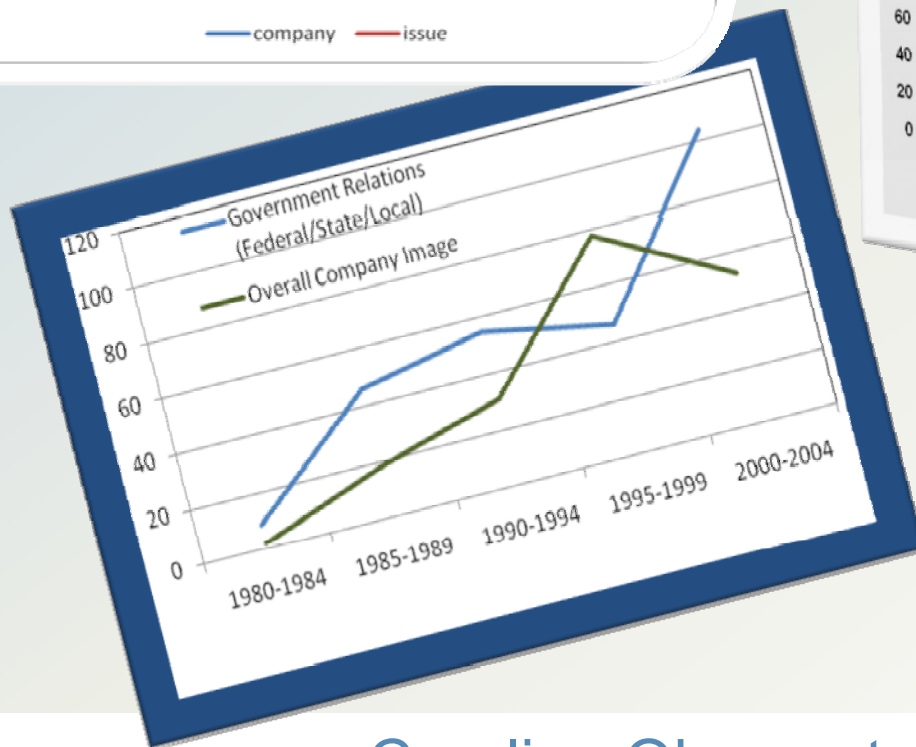 company issue
60
40
20
0
Government Relations
(Federal/State/Local)
Overall Company Image
120
100
80
60
40
20
0
1980-1984 1985-1989 1990-1994 1995-1999 2000-2004